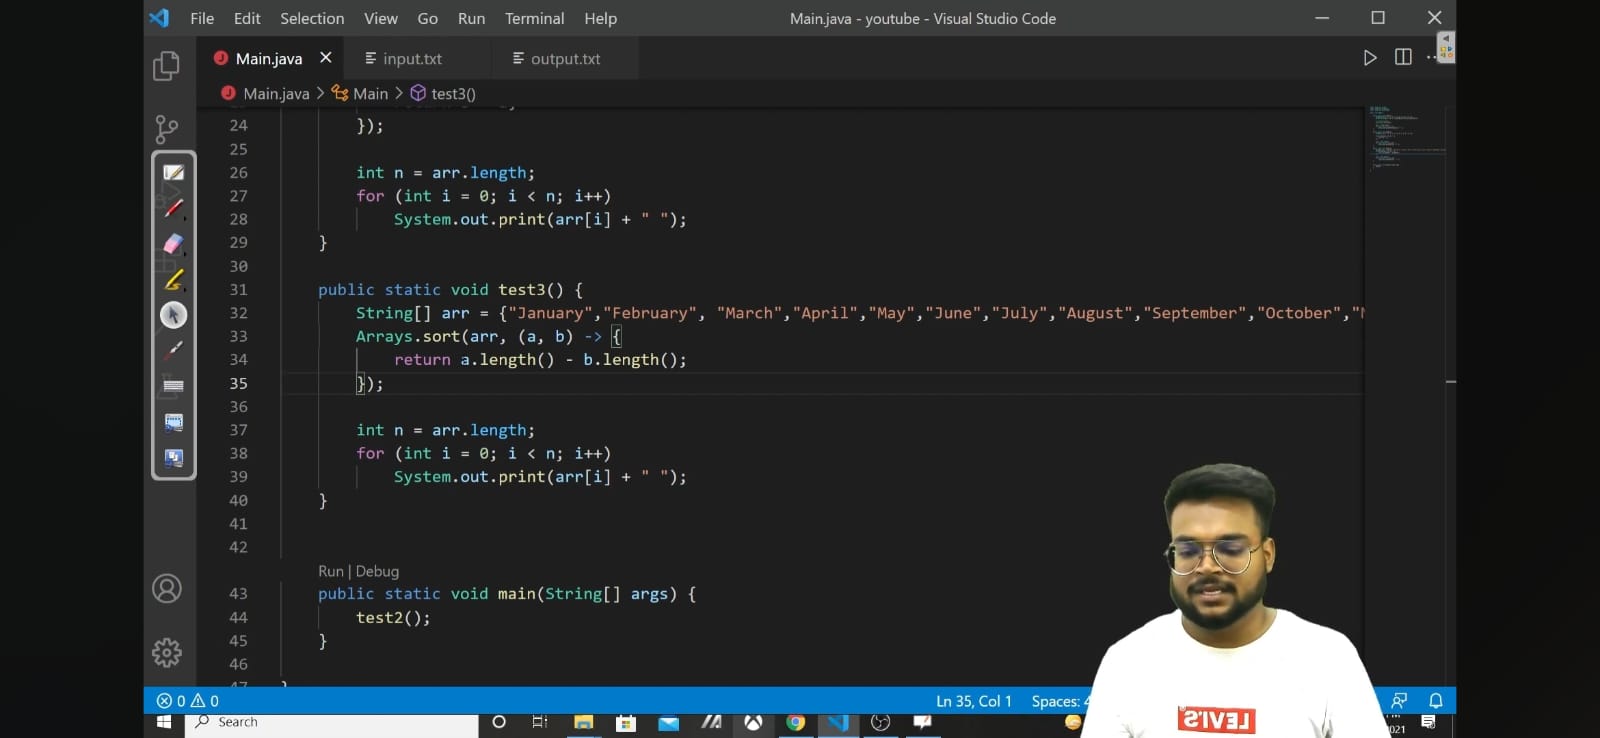 File Edit Selection View Go Run Terminal Help Main.java - youtube - Visual Studio Code
Main.java input.txt output.txt
Main.java > Main > test3()
24 });
25
26 int n = arr.length;
27 for (int i = 0; i < n; i++)
28 System.out.print(arr[i] + " ");
29 }
30
31 public static void test3() {
32 String[] arr = {"January","February", "March","April","May","June","July","August","September","October","
33 Arrays.sort(arr, (a, b) -> {
34 return a.length() - b.length();
35 });
36
37 int n = arr.length;
38 for (int i = 0; i < n; i++)
39 System.out.print(arr[i] + " ");
40 }
41
42
Run | Debug
43 public static void main(String[] args) {
44 test2();
45 }
46
0 0 Ln 35, Col 1 Spaces:
Search
LEVI'S